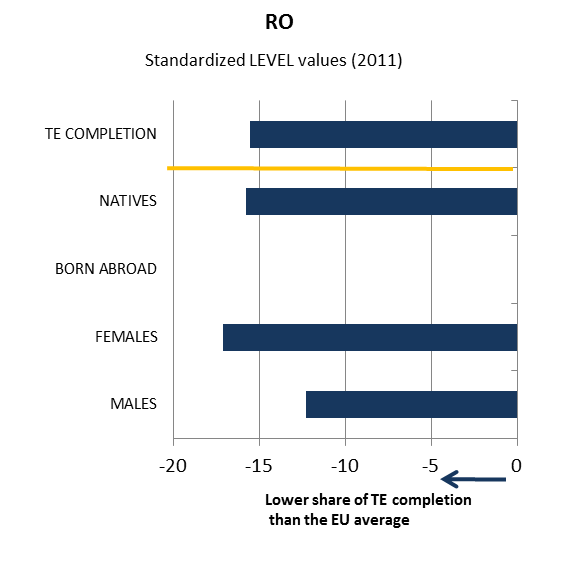 RO
Standardized LEVEL values (2011)
TE COMPLETION
NATIVES
BORN ABROAD
FEMALES
MALES
-20 -15 -10 -5 0
Lower share of TE completion
than the EU average